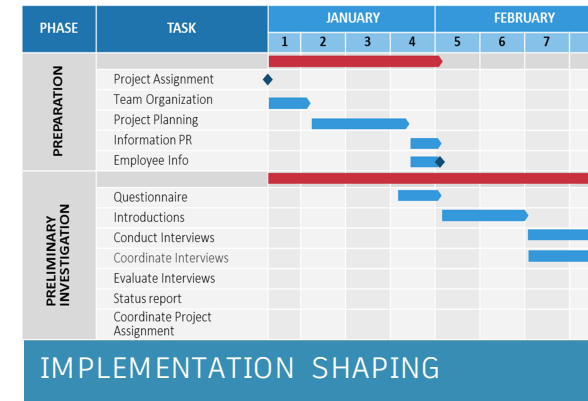 PHASE TASK JANUARY FEBRUARY
1 2 3 4 5 6 7
PREPARATION
Project Assignment
Team Organization
Project Planning
Information PR
Employee Info
PRELIMINARY
INVESTIGATION
Questionnaire
Introductions
Conduct Interviews
Coordinate Interviews
Evaluate Interviews
Status report
Coordinate Project
Assignment
IMPLEMENTATION SHAPING